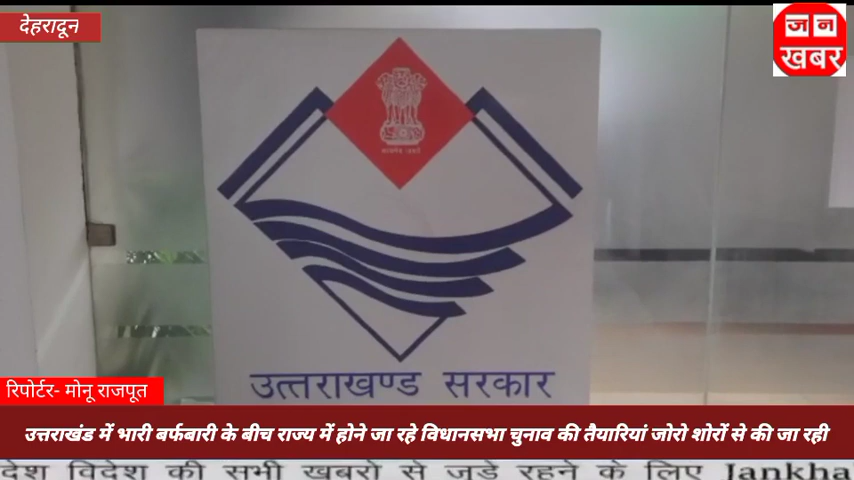 देहरादून
जन
खबर
उत्तराखण्ड सरकार
रिपोर्टर- मोनू राजपूत
उत्तराखंड में भारी बर्फबारी के बीच राज्य में होने जा रहे विधानसभा चुनाव की तैयारियां जोरो शोरों से की जा रही
देश विदेश की सभी खबरो से जुडे रहने के लिए Jankha